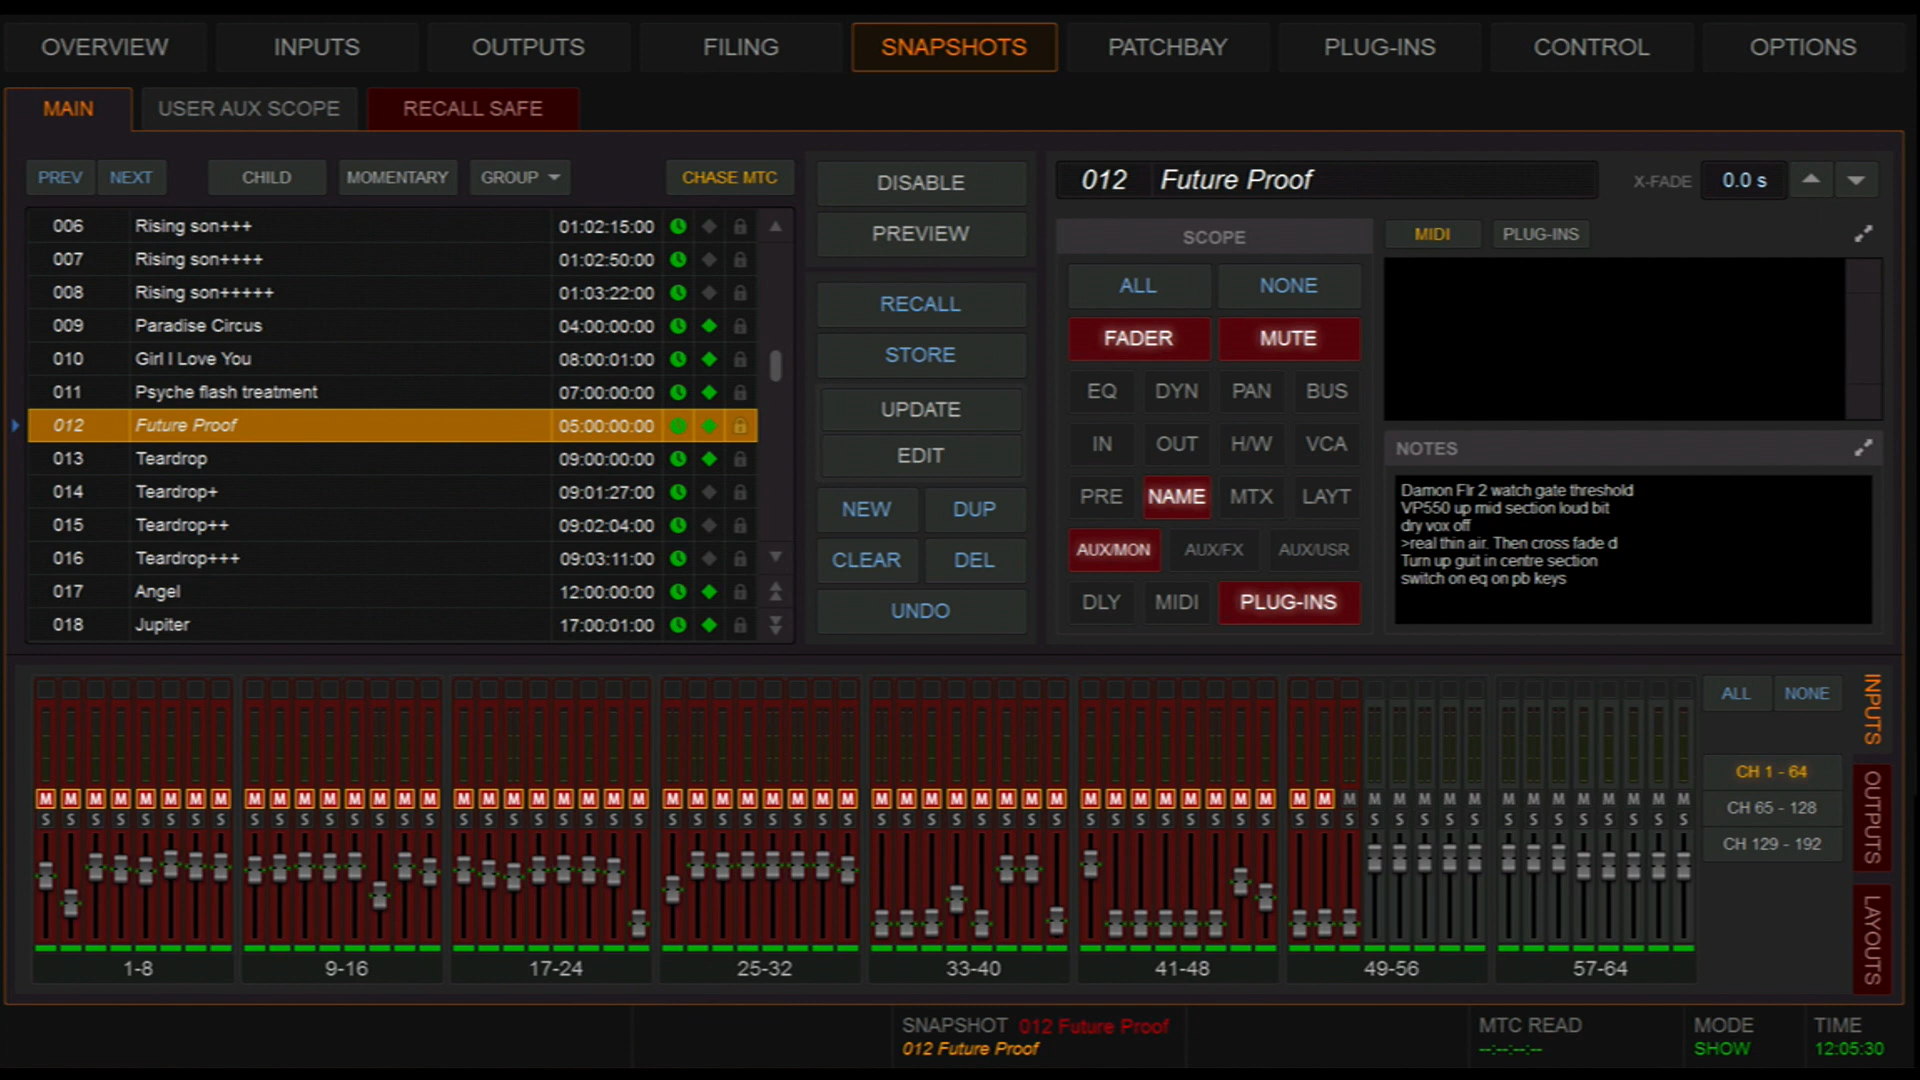 OVERVIEW INPUTS OUTPUTS FILING SNAPSHOTS PATCHBAY PLUG-INS CONTROL OPTIONS
MAIN USER AUX SCOPE RECALL SAFE
PREV NEXT CHILD MOMENTARY GROUP CHASE MTC
006 Rising son+++ 01:02:15:00
007 Rising son++++ 01:02:50:00
008 Rising son+++++ 01:03:22:00
009 Paradise Circus 04:00:00:00
010 Girl I Love You 08:00:01:00
011 Psyche flash treatment 07:00:00:00
012 Future Proof 05:00:00:00
013 Teardrop 09:00:00:00
014 Teardrop+ 09:01:27:00
015 Teardrop++ 09:02:04:00
016 Teardrop+++ 09:03:11:00
017 Angel 12:00:00:00
018 Jupiter 17:00:01:00
DISABLE
PREVIEW
RECALL
STORE
UPDATE
EDIT
NEW DUP
CLEAR DEL
UNDO
012 Future Proof X-FADE 0.0 s
SCOPE
ALL NONE
FADER MUTE
EQ DYN PAN BUS
IN OUT H/W VCA
PRE NAME MTX LAYT
AUX/MON AUX/FX AUX/USR
DLY MIDI PLUG-INS
MIDI PLUG-INS
NOTES
Damon Flr 2 watch gate threshold
VP550 up mid section loud bit
dry vox off
>real thin air. Then cross fade d
Turn up guit in centre section
switch on eq on pb keys
M M M M M M M M M M M M M M M M M M M M M M M M M M M M M M M M M M M M M M M M M M M M M M M M M M M M M M M M M M M M M M M M
S S S S S S S S S S S S S S S S S S S S S S S S S S S S S S S S S S S S S S S S S S S S S S S S S S S S S S S S S S S S S S S S
1-8 9-16 17-24 25-32 33-40 41-48 49-56 57-64
ALL NONE
CH 1 - 64
CH 65 - 128
CH 129 - 192
INPUTS
OUTPUTS
LAYOUTS
SNAPSHOT 012 Future Proof
012 Future Proof
MTC READ
--:--:--:--
MODE
SHOW
TIME
12:05:30